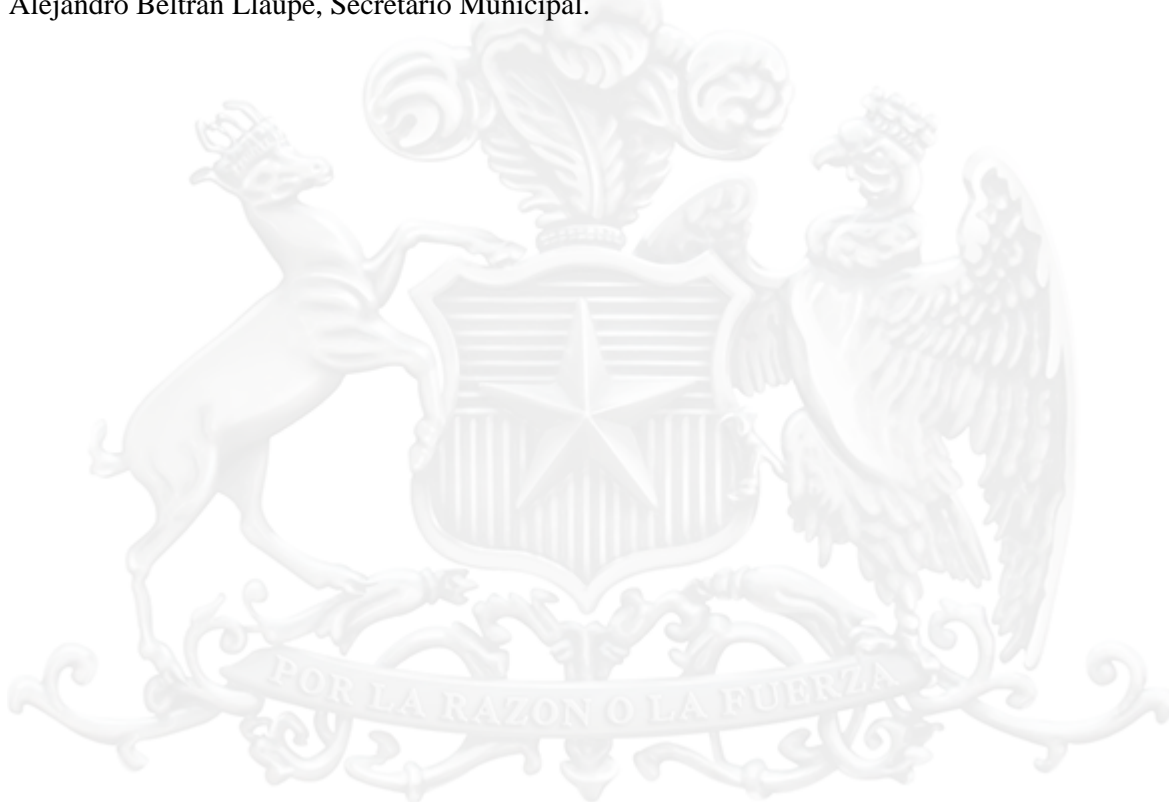 Alejandro Beltrán Llaupe, Secretario Municipal.
POR LA RAZON O LA FUERZA